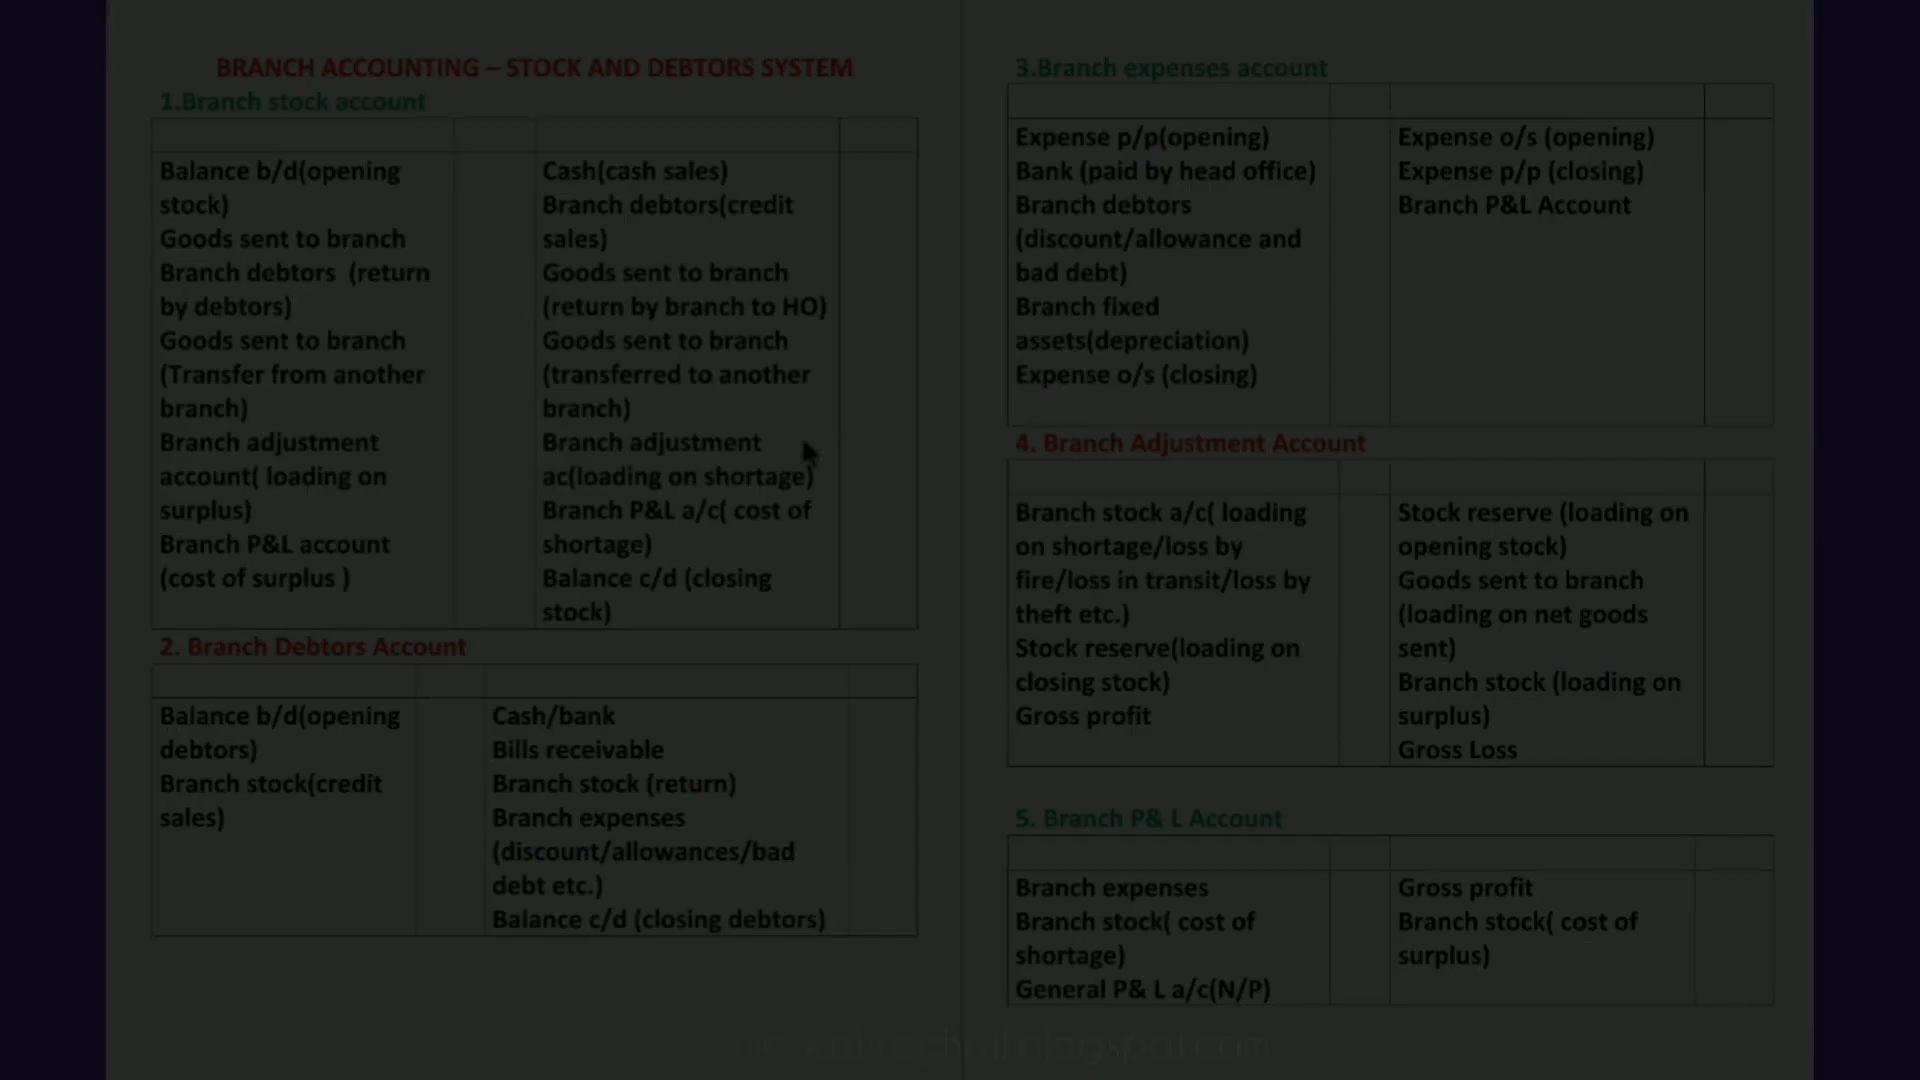 BRANCH ACCOUNTING – STOCK AND DEBTORS SYSTEM
1.Branch stock account
Balance b/d(opening
stock)
Goods sent to branch
Branch debtors  (return
by debtors)
Goods sent to branch
(Transfer from another
branch)
Branch adjustment
account( loading on
surplus)
Branch P&L account
(cost of surplus )
Cash(cash sales)
Branch debtors(credit
sales)
Goods sent to branch
(return by branch to HO)
Goods sent to branch
(transferred to another
branch)
Branch adjustment
ac(loading on shortage)
Branch P&L a/c( cost of
shortage)
Balance c/d (closing
stock)
2. Branch Debtors Account
Balance b/d(opening
debtors)
Branch stock(credit
sales)
Cash/bank
Bills receivable
Branch stock (return)
Branch expenses
(discount/allowances/bad
debt etc.)
Balance c/d (closing debtors)
3.Branch expenses account
Expense p/p(opening)
Bank (paid by head office)
Branch debtors
(discount/allowance and
bad debt)
Branch fixed
assets(depreciation)
Expense o/s (closing)
Expense o/s (opening)
Expense p/p (closing)
Branch P&L Account
4. Branch Adjustment Account
Branch stock a/c( loading
on shortage/loss by
fire/loss in transit/loss by
theft etc.)
Stock reserve(loading on
closing stock)
Gross profit
Stock reserve (loading on
opening stock)
Goods sent to branch
(loading on net goods
sent)
Branch stock (loading on
surplus)
Gross Loss
5. Branch P& L Account
Branch expenses
Branch stock( cost of
shortage)
General P& L a/c(N/P)
Gross profit
Branch stock( cost of
surplus)